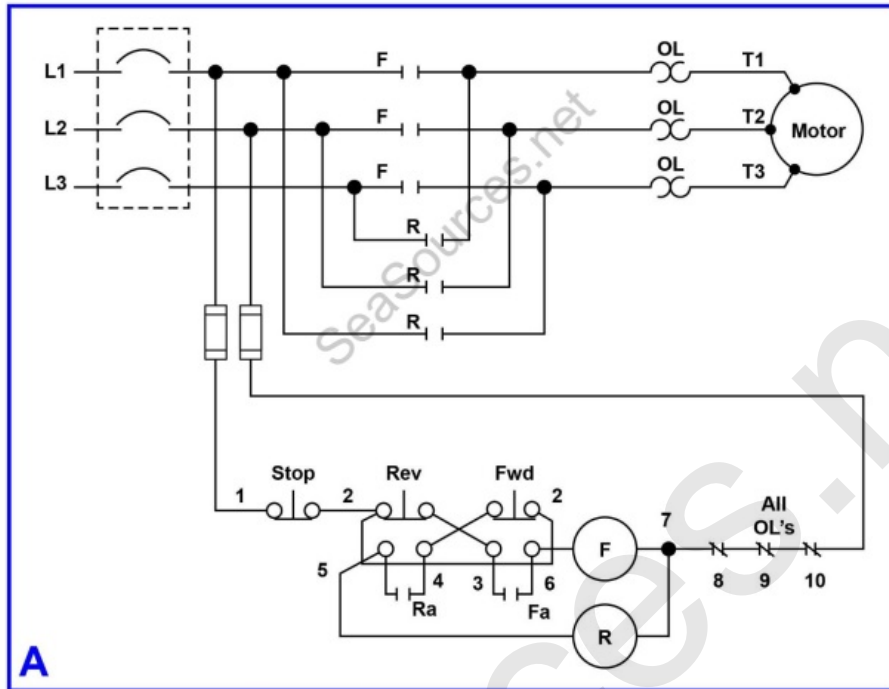 L1 F OL T1
L2 F OL T2 Motor
L3 F OL T3
R
R
R
SeaSources.net
Stop Rev Fwd
1 2 2
All
OL's
7
5 4 3 6 F
8 9 10
Ra Fa
R
A
es.n